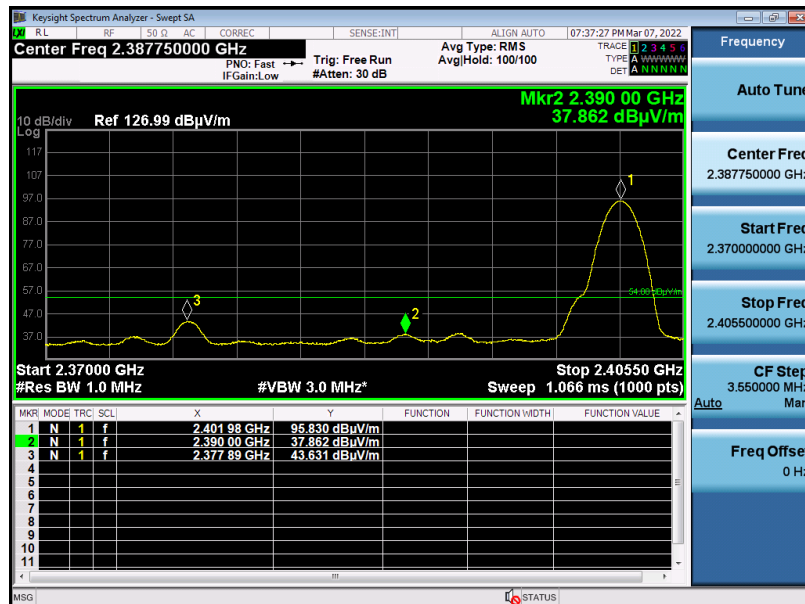 Keysight Spectrum Analyzer - Swept SA
RL RF 50 Ω AC CORREC SENSE:INT ALIGN AUTO 07:37:27 PM Mar 07, 2022
Center Freq 2.387750000 GHz
PNO: Fast
IFGain:Low
Trig: Free Run
#Atten: 30 dB
Avg Type: RMS
Avg|Hold: 100/100
TRACE 1 2 3 4 5 6
TYPE A WWWWW
DET A N N N N N
Mkr2 2.390 00 GHz
37.862 dBµV/m
10 dB/div Ref 126.99 dBµV/m
Log
117
107
97.0
87.0
77.0
67.0
57.0
47.0
37.0
1
2
3
54.00 dBµV/m
Start 2.37000 GHz Stop 2.40550 GHz
#Res BW 1.0 MHz #VBW 3.0 MHz* Sweep 1.066 ms (1000 pts)
MKR MODE TRC SCL X Y FUNCTION FUNCTION WIDTH FUNCTION VALUE
1 N 1 f 2.401 98 GHz 95.830 dBµV/m
2 N 1 f 2.390 00 GHz 37.862 dBµV/m
3 N 1 f 2.377 89 GHz 43.631 dBµV/m
4
5
6
7
8
9
10
11
MSG STATUS
Frequency
Auto Tune
Center Freq
2.387750000 GHz
Start Freq
2.370000000 GHz
Stop Freq
2.405500000 GHz
CF Step
3.550000 MHz
Auto Man
Freq Offset
0 Hz